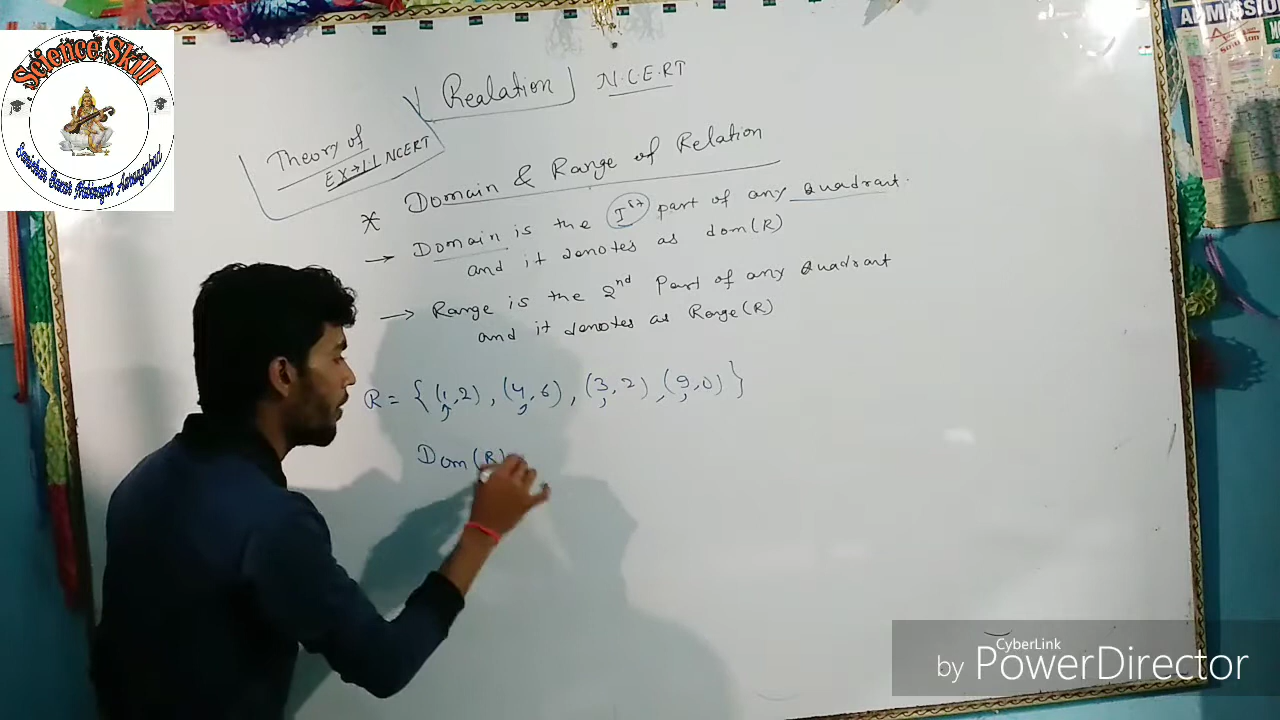 Science Skill
ADMISSION
Realation N.C.E.RT
Theory of
EX→1.1 NCERT
* Domain & Range of Relation
→ Domain is the Ist part of any Quadrant.
and it denotes as dom(R)
→ Range is the 2nd Part of any Quadrant
and it denotes as Range(R)
R = {(1,2), (4,6), (3,2), (9,0)}
Dom(R)
CyberLink
by PowerDirector